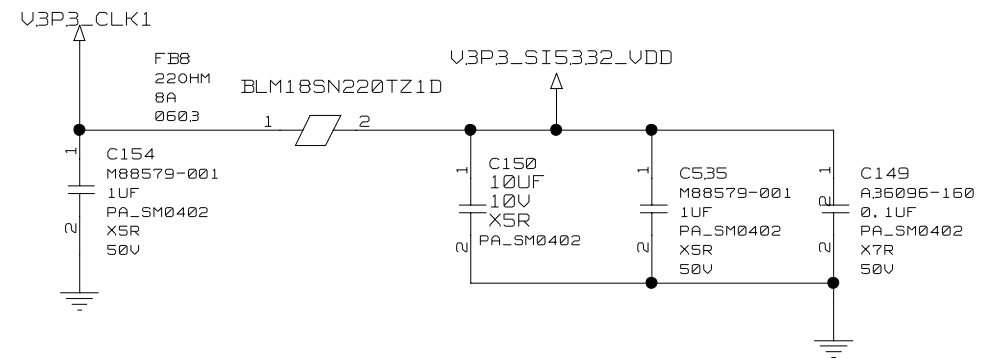 V3P3_CLK1
FB8
22OHM
8A
0603
BLM18SN220TZ1D
V3P3_SI5332_VDD
1
2
1
C154
M88579-001
1UF
PA_SM0402
X5R
50V
2
1
C150
10UF
10V
X5R
PA_SM0402
2
1
C535
M88579-001
1UF
PA_SM0402
X5R
50V
2
1
2
C149
A36096-160
0.1UF
PA_SM0402
X7R
50V
2